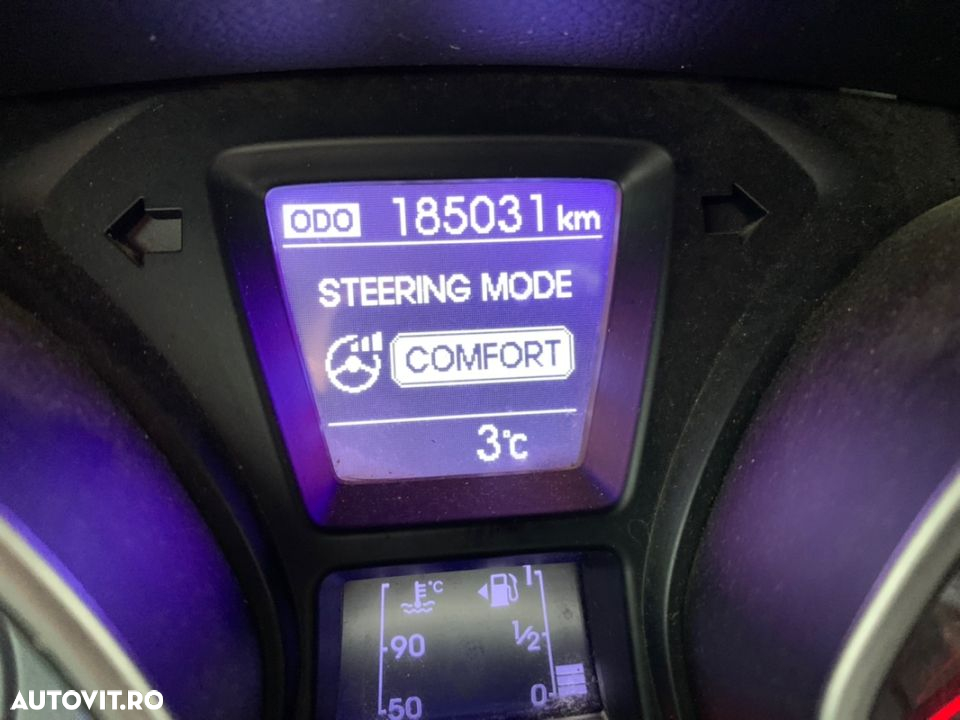 ODO 185031 km
STEERING MODE
COMFORT
3°C
°C 1
90 1/2
50 0
AUTOVIT.RO